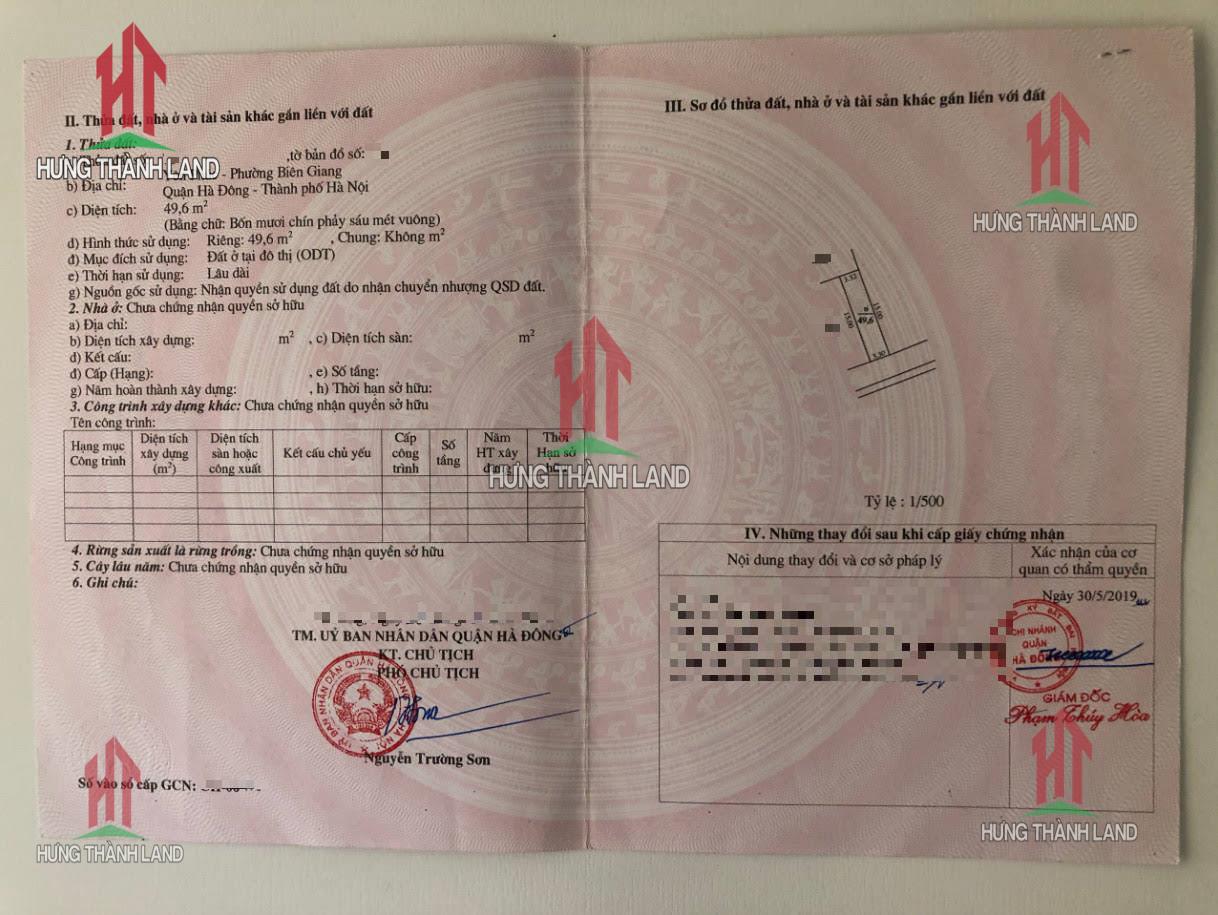 II. Thửa đất, nhà ở và tài sản khác gắn liền với đất
1. Thửa đất:
,tờ bản đồ số:
- Phường Biên Giang
b) Địa chỉ: Quận Hà Đông - Thành phố Hà Nội
c) Diện tích: 49,6 m²
(Bằng chữ: Bốn mươi chín phảy sáu mét vuông)
d) Hình thức sử dụng: Riêng: 49,6 m² , Chung: Không m²
đ) Mục đích sử dụng: Đất ở tại đô thị (ODT)
e) Thời hạn sử dụng: Lâu dài
g) Nguồn gốc sử dụng: Nhận quyền sử dụng đất do nhận chuyển nhượng QSD đất.
2. Nhà ở: Chưa chứng nhận quyền sở hữu
a) Địa chỉ:
b) Diện tích xây dựng: m² , c) Diện tích sàn: m²
d) Kết cấu:
đ) Cấp (Hạng): , e) Số tầng:
g) Năm hoàn thành xây dựng: , h) Thời hạn sở hữu:
3. Công trình xây dựng khác: Chưa chứng nhận quyền sở hữu
Tên công trình:
Hạng mục Công trình
Diện tích xây dựng (m²)
Diện tích sàn hoặc công xuất
Kết cấu chủ yếu
Cấp công trình
Số tầng
Năm HT xây dựng
Thời Hạn sở hữu
4. Rừng sản xuất là rừng trồng: Chưa chứng nhận quyền sở hữu
5. Cây lâu năm: Chưa chứng nhận quyền sở hữu
6. Ghi chú:
TM. UỶ BAN NHÂN DÂN QUẬN HÀ ĐÔNG
KT. CHỦ TỊCH
PHÓ CHỦ TỊCH
Nguyễn Trường Sơn
Số vào sổ cấp GCN:
III. Sơ đồ thửa đất, nhà ở và tài sản khác gắn liền với đất
3.32
15.00
15.00
49,6
3.30
Tỷ lệ : 1/500
IV. Những thay đổi sau khi cấp giấy chứng nhận
Nội dung thay đổi và cơ sở pháp lý
Xác nhận của cơ quan có thẩm quyền
Ngày 30/5/2019
CHI NHÁNH
QUẬN
HÀ ĐÔNG
GIÁM ĐỐC
Phạm Thúy Hòa
HƯNG THÀNH LAND
HƯNG THÀNH LAND
HƯNG THÀNH LAND
HƯNG THÀNH LAND
HƯNG THÀNH LAND